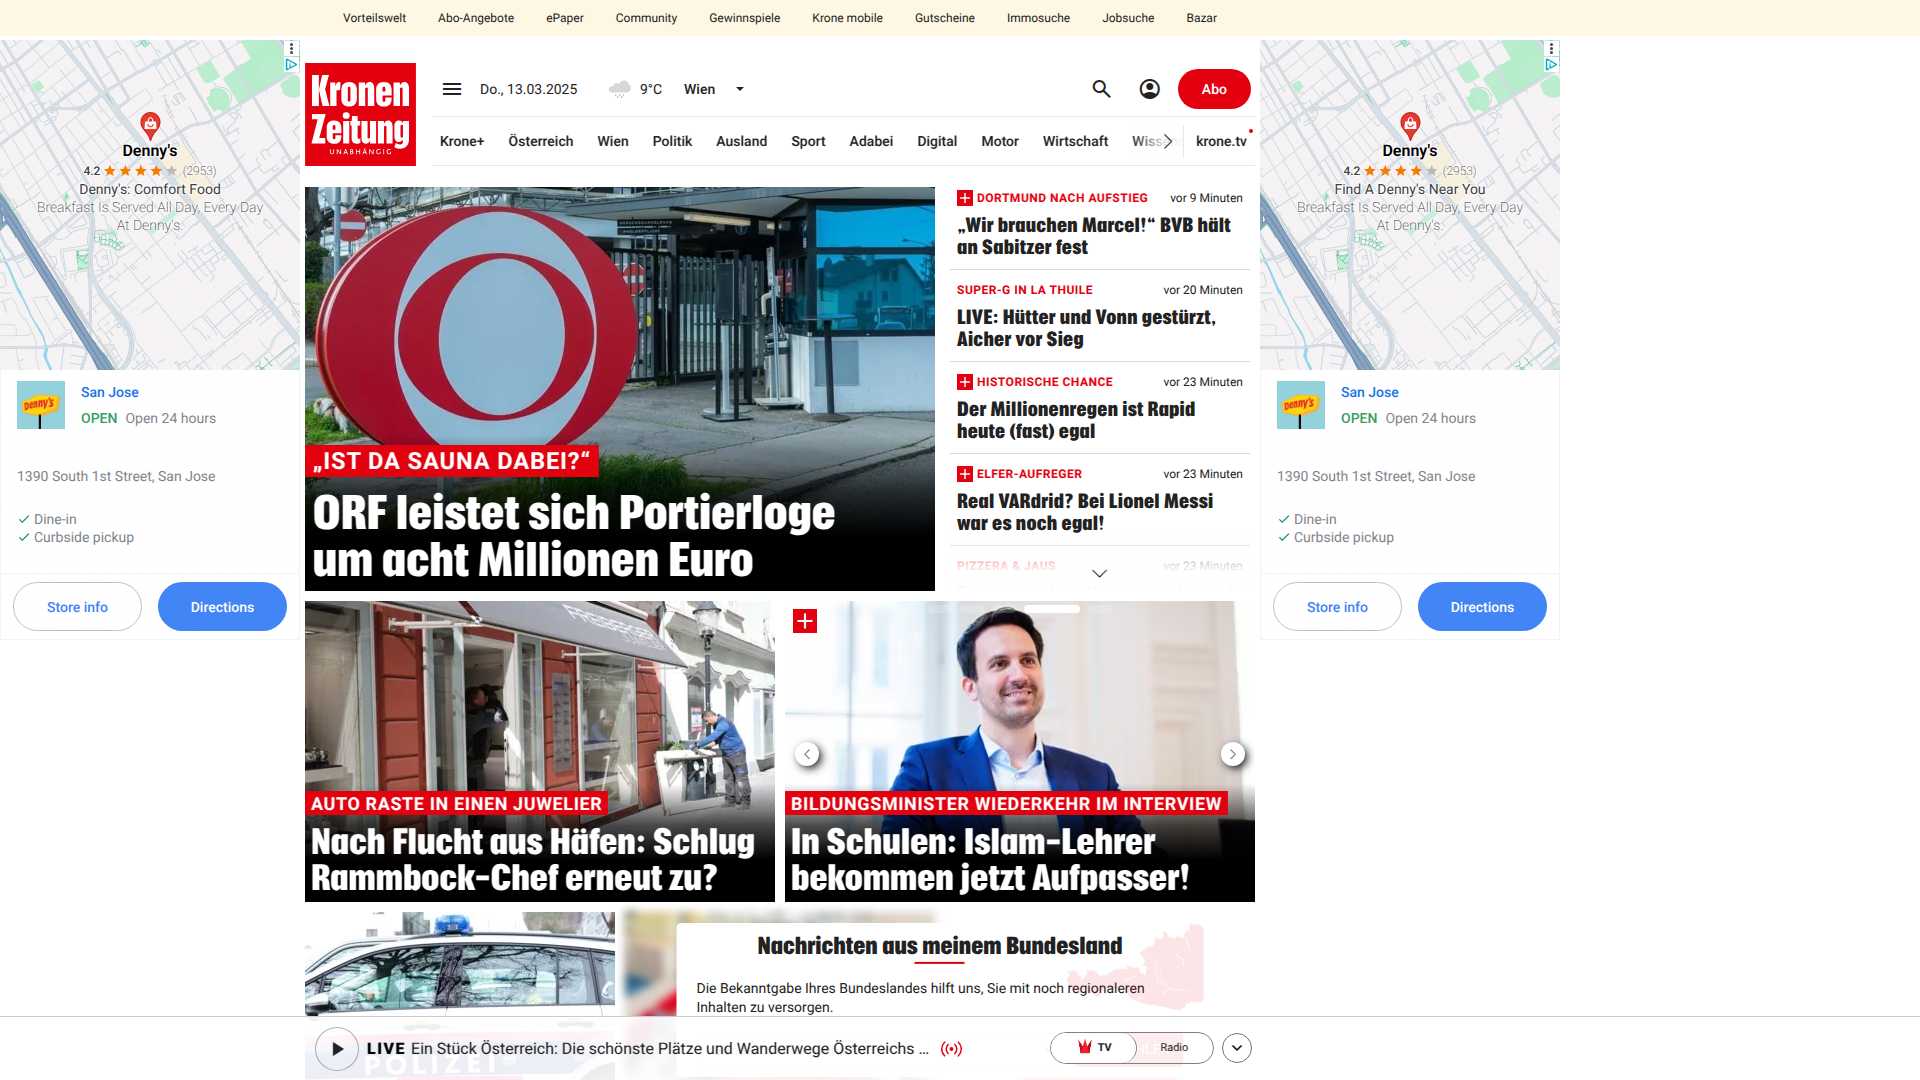 Vorteilswelt Abo-Angebote ePaper Community Gewinnspiele Krone mobile Gutscheine Immosuche Jobsuche Bazar
Kronen
Zeitung
UNABHÄNGIG
Do., 13.03.2025 9°C Wien
Abo
Krone+ Österreich Wien Politik Ausland Sport Adabei Digital Motor Wirtschaft krone.tv
Denny's
4.2 (2953)
Denny's: Comfort Food
Breakfast Is Served All Day, Every Day
At Denny's.
Denny's
San Jose
OPEN Open 24 hours
1390 South 1st Street, San Jose
Dine-in
Curbside pickup
Store info Directions
„IST DA SAUNA DABEI?“
ORF leistet sich Portierloge
um acht Millionen Euro
DORTMUND NACH AUFSTIEG vor 9 Minuten
„Wir brauchen Marcel!“ BVB hält
an Sabitzer fest
SUPER-G IN LA THUILE vor 20 Minuten
LIVE: Hütter und Vonn gestürzt,
Aicher vor Sieg
HISTORISCHE CHANCE vor 23 Minuten
Der Millionenregen ist Rapid
heute (fast) egal
ELFER-AUFREGER vor 23 Minuten
Real VARdrid? Bei Lionel Messi
war es noch egal!
PIZZERA & JAUS vor 23 Minuten
Denny's
4.2 (2953)
Find A Denny's Near You
Breakfast Is Served All Day, Every Day
At Denny's.
Denny's
San Jose
OPEN Open 24 hours
1390 South 1st Street, San Jose
Dine-in
Curbside pickup
Store info Directions
AUTO RASTE IN EINEN JUWELIER
Nach Flucht aus Häfen: Schlug
Rammbock-Chef erneut zu?
BILDUNGSMINISTER WIEDERKEHR IM INTERVIEW
In Schulen: Islam-Lehrer
bekommen jetzt Aufpasser!
Nachrichten aus meinem Bundesland
Die Bekanntgabe Ihres Bundeslandes hilft uns, Sie mit noch regionaleren
Inhalten zu versorgen.
POLIZEI
LIVE Ein Stück Österreich: Die schönste Plätze und Wanderwege Österreichs ...
TV Radio